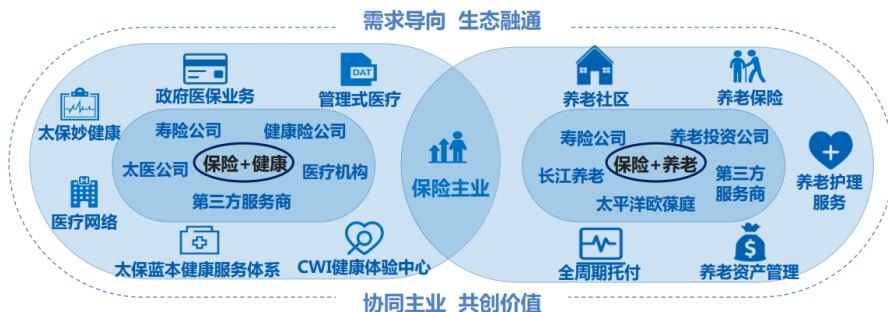 需求导向 生态融通
政府医保业务
管理式医疗
DAT
太保妙健康
寿险公司
健康险公司
太医公司
保险+健康
医疗机构
第三方服务商
医疗网络
H
太保蓝本健康服务体系
CWI健康体验中心
保险主业
养老社区
养老保险
寿险公司
养老投资公司
长江养老
保险+养老
第三方
服务商
太平洋欧葆庭
养老护理
服务
全周期托付
$
养老资产管理
协同主业 共创价值